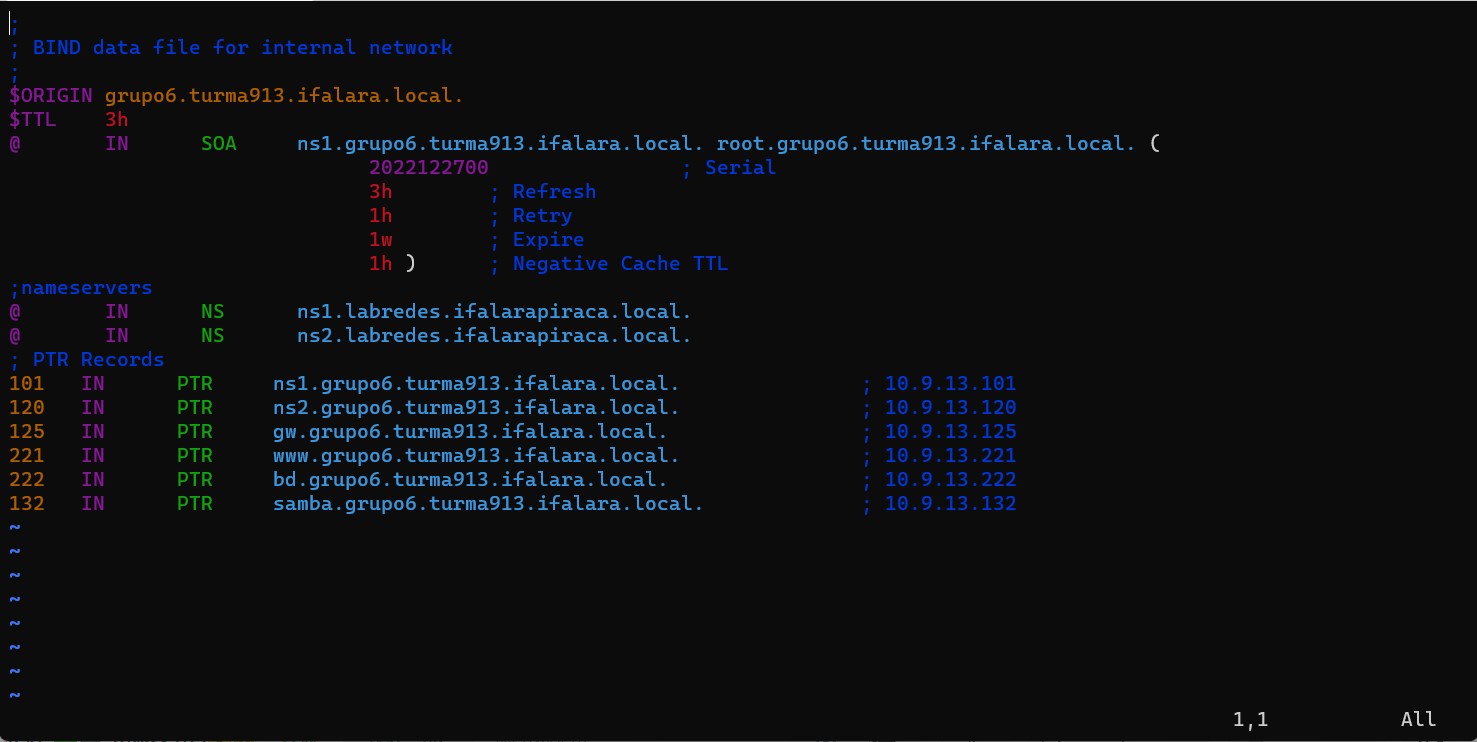 ;
; BIND data file for internal network
;
$ORIGIN grupo6.turma913.ifalara.local.
$TTL    3h
@       IN      SOA     ns1.grupo6.turma913.ifalara.local. root.grupo6.turma913.ifalara.local. (
                              2022122700                ; Serial
                              3h        ; Refresh
                              1h        ; Retry
                              1w        ; Expire
                              1h )      ; Negative Cache TTL
;nameservers
@       IN      NS      ns1.labredes.ifalarapiraca.local.
@       IN      NS      ns2.labredes.ifalarapiraca.local.
; PTR Records
101   IN      PTR     ns1.grupo6.turma913.ifalara.local.               ; 10.9.13.101
120   IN      PTR     ns2.grupo6.turma913.ifalara.local.               ; 10.9.13.120
125   IN      PTR     gw.grupo6.turma913.ifalara.local.                ; 10.9.13.125
221   IN      PTR     www.grupo6.turma913.ifalara.local.               ; 10.9.13.221
222   IN      PTR     bd.grupo6.turma913.ifalara.local.                ; 10.9.13.222
132   IN      PTR     samba.grupo6.turma913.ifalara.local.             ; 10.9.13.132
~
~
~
~
~
~
~
~
1,1           All